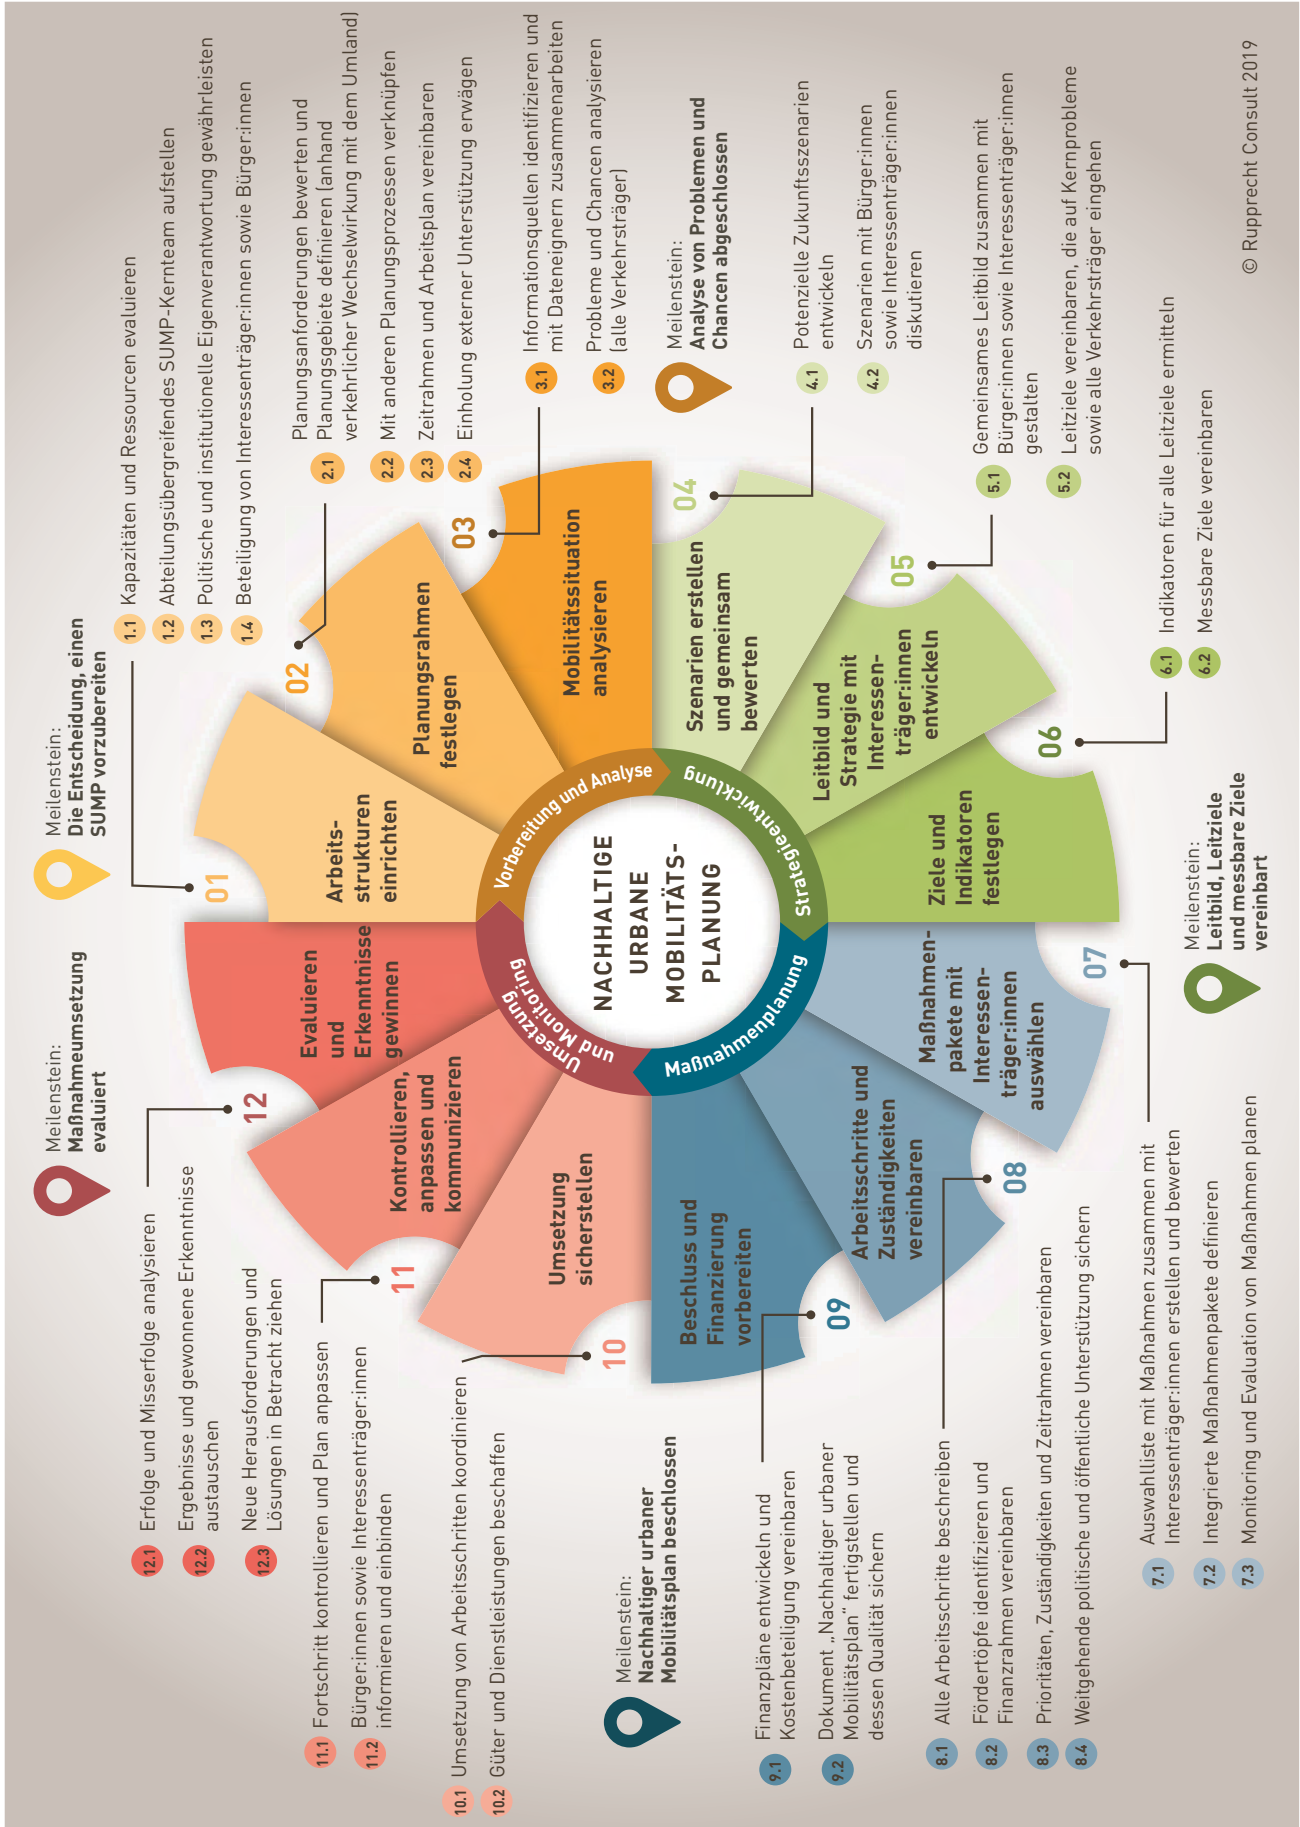 Meilenstein:
Die Entscheidung, einen
SUMP vorzubereiten
01
Arbeits-
strukturen
einrichten
1.1 Kapazitäten und Ressourcen evaluieren
1.2 Abteilungsübergreifendes SUMP-Kernteam aufstellen
1.3 Politische und institutionelle Eigenverantwortung gewährleisten
1.4 Beteiligung von Interessenträger:innen sowie Bürger:innen
02
Planungsrahmen
festlegen
2.1 Planungsanforderungen bewerten und
Planungsgebiete definieren (anhand
verkehrlicher Wechselwirkung mit dem Umland)
2.2 Mit anderen Planungsprozessen verknüpfen
2.3 Zeitrahmen und Arbeitsplan vereinbaren
2.4 Einholung externer Unterstützung erwägen
03
Mobilitätssituation
analysieren
3.1 Informationsquellen identifizieren und
mit Dateneignern zusammenarbeiten
3.2 Probleme und Chancen analysieren
(alle Verkehrsträger)
Meilenstein:
Analyse von Problemen und
Chancen abgeschlossen
04
Szenarien erstellen
und gemeinsam
bewerten
4.1 Potenzielle Zukunftsszenarien
entwickeln
4.2 Szenarien mit Bürger:innen
sowie Interessenträger:innen
diskutieren
05
Leitbild und
Strategie mit
Interessen-
träger:innen
entwickeln
5.1 Gemeinsames Leitbild zusammen mit
Bürger:innen sowie Interessenträger:innen
gestalten
5.2 Leitziele vereinbaren, die auf Kernprobleme
sowie alle Verkehrsträger eingehen
06
Ziele und
Indikatoren
festlegen
6.1 Indikatoren für alle Leitziele ermitteln
6.2 Messbare Ziele vereinbaren
Meilenstein:
Leitbild, Leitziele
und messbare Ziele
vereinbart
07
Maßnahmen-
pakete mit
Interessen-
träger:innen
auswählen
7.1 Auswahlliste mit Maßnahmen zusammen mit
Interessenträger:innen erstellen und bewerten
7.2 Integrierte Maßnahmenpakete definieren
7.3 Monitoring und Evaluation von Maßnahmen planen
08
Arbeitsschritte und
Zuständigkeiten
vereinbaren
8.1 Alle Arbeitsschritte beschreiben
8.2 Fördertöpfe identifizieren und
Finanzrahmen vereinbaren
8.3 Prioritäten, Zuständigkeiten und Zeitrahmen vereinbaren
8.4 Weitgehende politische und öffentliche Unterstützung sichern
09
Beschluss und
Finanzierung
vorbereiten
9.1 Finanzpläne entwickeln und
Kostenbeteiligung vereinbaren
9.2 Dokument „Nachhaltiger urbaner
Mobilitätsplan“ fertigstellen und
dessen Qualität sichern
Meilenstein:
Nachhaltiger urbaner
Mobilitätsplan beschlossen
10
Umsetzung
sicherstellen
10.1 Umsetzung von Arbeitsschritten koordinieren
10.2 Güter und Dienstleistungen beschaffen
11
Kontrollieren,
anpassen und
kommunizieren
11.1 Fortschritt kontrollieren und Plan anpassen
11.2 Bürger:innen sowie Interessenträger:innen
informieren und einbinden
12
Evaluieren
und
Erkenntnisse
gewinnen
12.1 Erfolge und Misserfolge analysieren
12.2 Ergebnisse und gewonnene Erkenntnisse
austauschen
12.3 Neue Herausforderungen und
Lösungen in Betracht ziehen
Meilenstein:
Maßnahmeumsetzung
evaluiert
Vorbereitung und Analyse
Strategieentwicklung
Maßnahmenplanung
Umsetzung
und Monitoring
NACHHALTIGE
URBANE
MOBILITÄTS-
PLANUNG
© Rupprecht Consult 2019